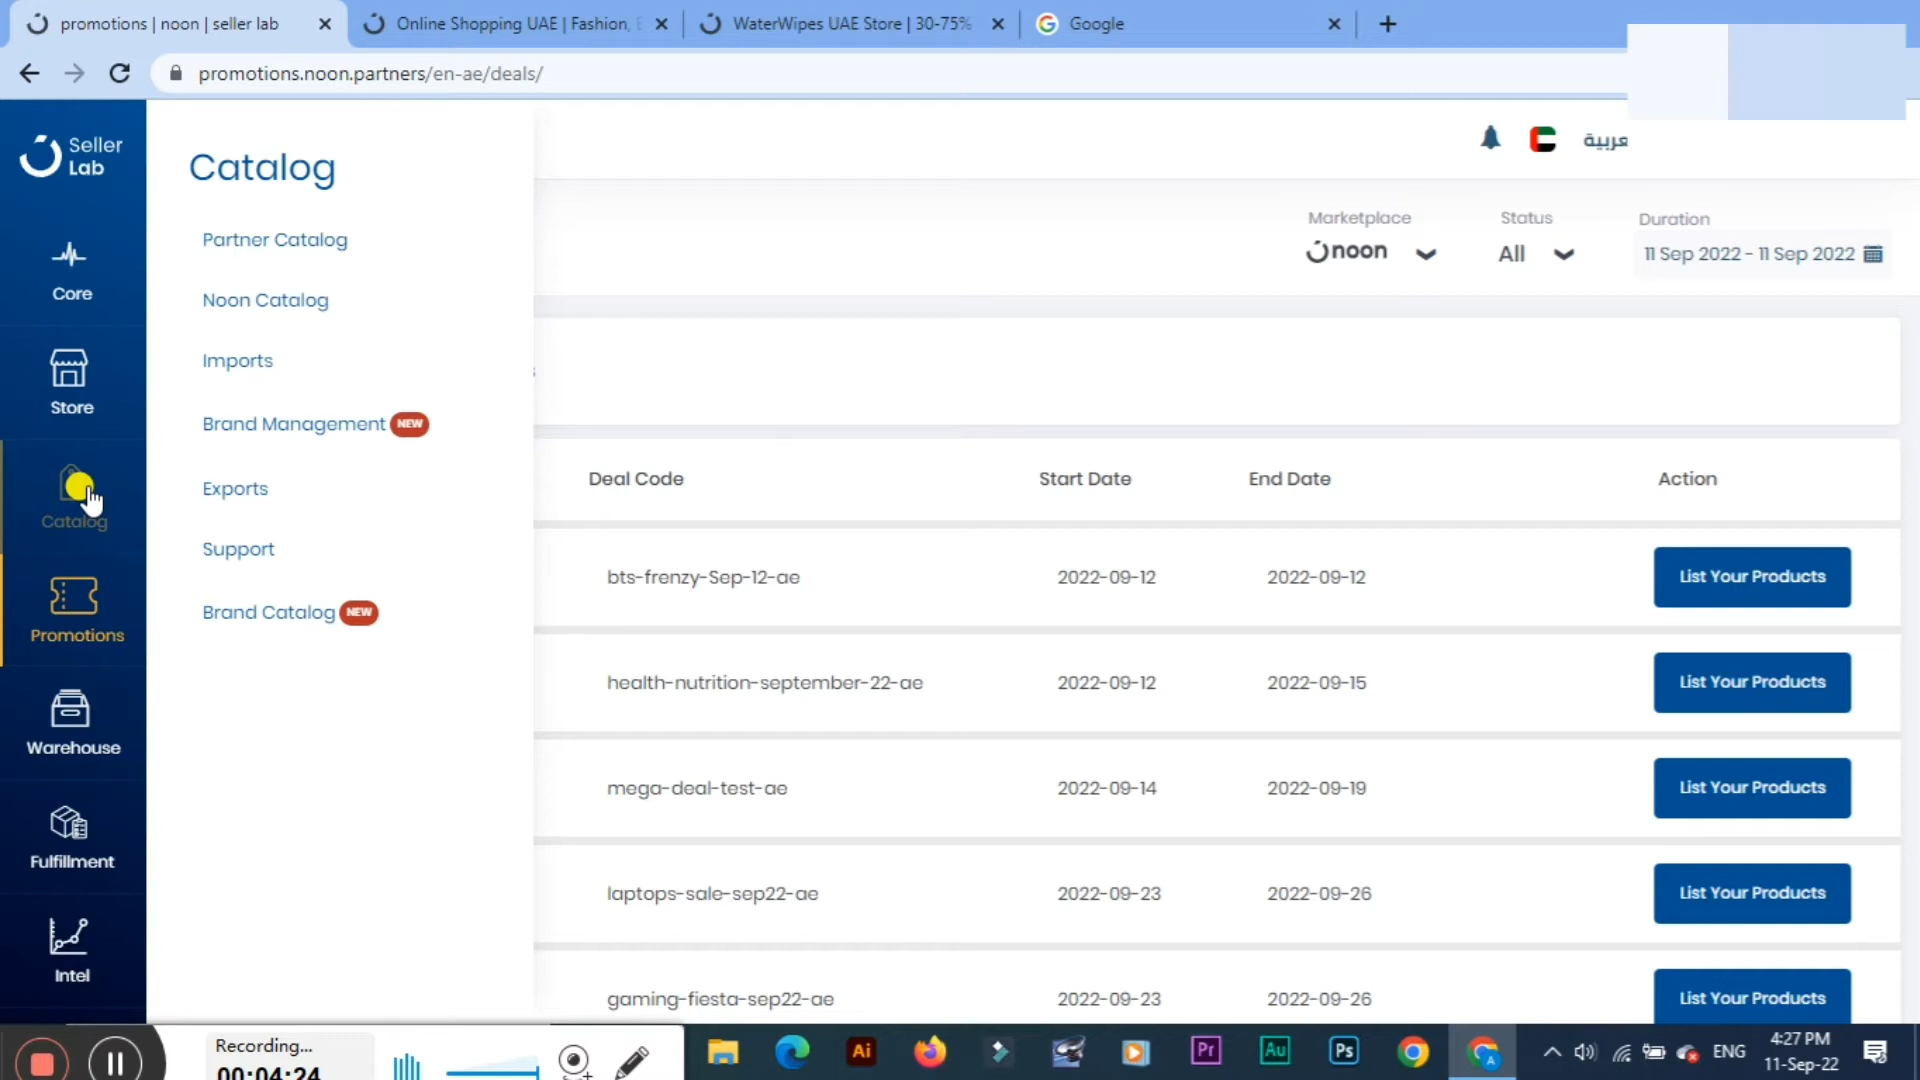 promotions | noon | seller lab
Online Shopping UAE | Fashion, E
WaterWipes UAE Store | 30-75%
Google
promotions.noon.partners/en-ae/deals/
Seller
Lab
Catalog
عربية
Marketplace
noon
Status
All
Duration
11 Sep 2022 - 11 Sep 2022
Core
Store
Catalog
Promotions
Warehouse
Fulfillment
Intel
Partner Catalog
Noon Catalog
Imports
Brand Management NEW
Exports
Support
Brand Catalog NEW
Deal Code Start Date End Date Action
bts-frenzy-Sep-12-ae 2022-09-12 2022-09-12 List Your Products
health-nutrition-september-22-ae 2022-09-12 2022-09-15 List Your Products
mega-deal-test-ae 2022-09-14 2022-09-19 List Your Products
laptops-sale-sep22-ae 2022-09-23 2022-09-26 List Your Products
gaming-fiesta-sep22-ae 2022-09-23 2022-09-26 List Your Products
Recording...
00:04:24
Ai
Pr
Au
Ps
A
ENG
4:27 PM
11-Sep-22